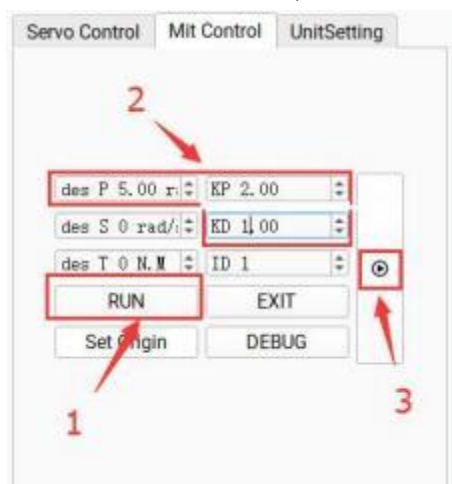 Servo Control Mit Control UnitSetting
2
des P 5.00 r: KP 2.00
des S 0 rad/: KD 1.00
des T 0 N.M ID 1
RUN EXIT
Set Origin DEBUG
1
3